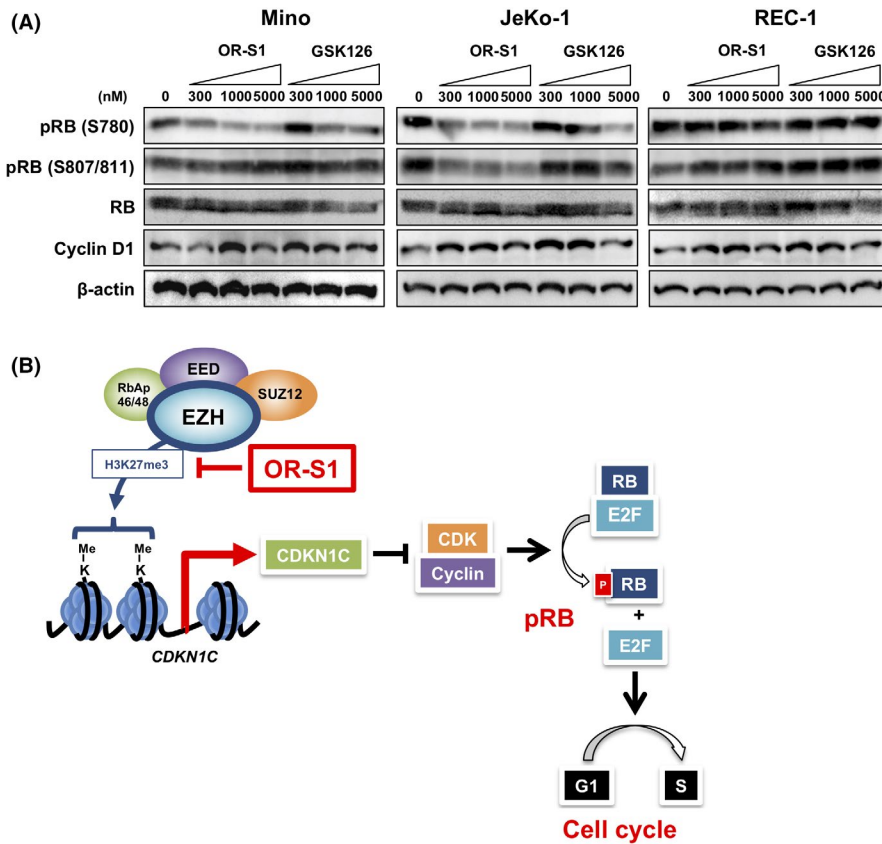 (A)
Mino JeKo-1 REC-1
OR-S1 GSK126 OR-S1 GSK126 OR-S1 GSK126
(nM) 0 300 1000 5000 300 1000 5000 0 300 1000 5000 300 1000 5000 0 300 1000 5000 300 1000 5000
pRB (S780)
pRB (S807/811)
RB
Cyclin D1
β-actin
(B)
EED
RbAp
46/48
SUZ12
EZH
H3K27me3
OR-S1
Me
K
Me
K
CDKN1C
CDKN1C
CDK
Cyclin
RB
E2F
P RB
pRB
+
E2F
G1 S
Cell cycle